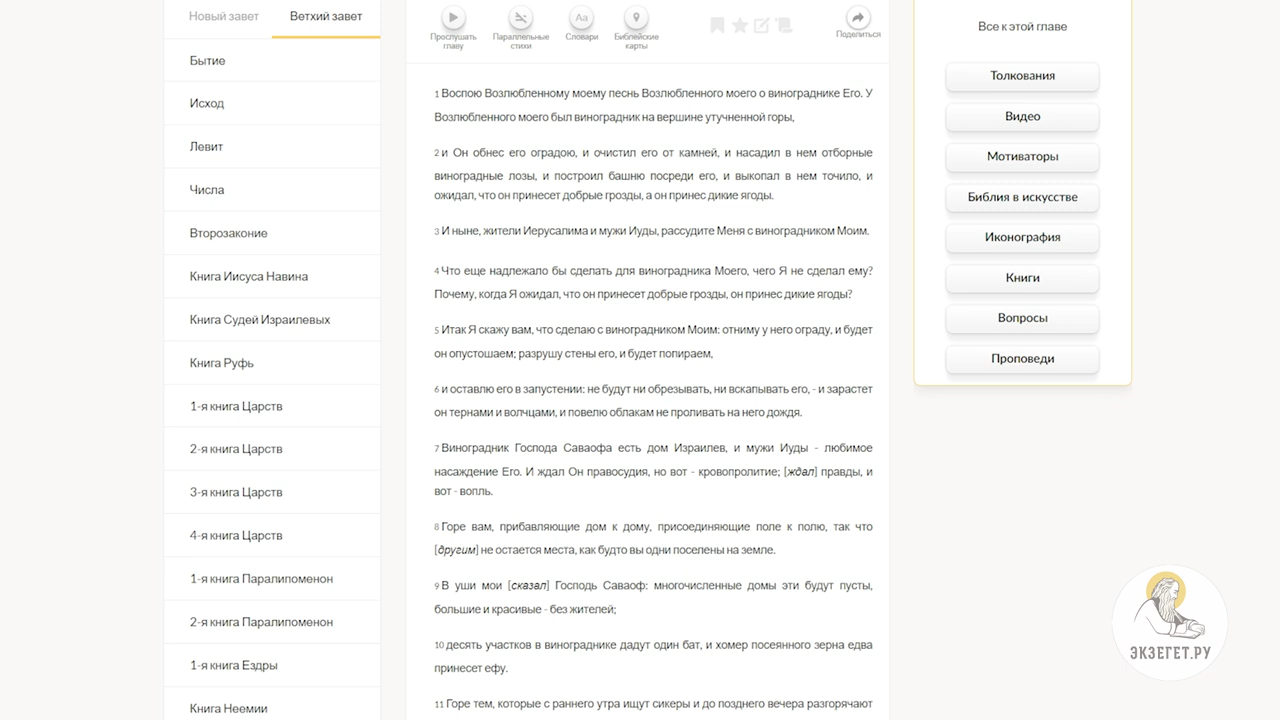 Новый завет
Ветхий завет
Бытие
Исход
Левит
Числа
Второзаконие
Книга Иисуса Навина
Книга Судей Израилевых
Книга Руфь
1-я книга Царств
2-я книга Царств
3-я книга Царств
4-я книга Царств
1-я книга Паралипоменон
2-я книга Паралипоменон
1-я книга Ездры
Книга Неемии
Прослушать
главу
Параллельные
стихи
Aa
Словари
Библейские
карты
Поделиться
1 Воспою Возлюбленному моему песнь Возлюбленного моего о винограднике Его. У
Возлюбленного моего был виноградник на вершине утучненной горы,
2 и Он обнес его оградою, и очистил его от камней, и насадил в нем отборные
виноградные лозы, и построил башню посреди его, и выкопал в нем точило, и
ожидал, что он принесет добрые грозды, а он принес дикие ягоды.
3 И ныне, жители Иерусалима и мужи Иуды, рассудите Меня с виноградником Моим.
4 Что еще надлежало бы сделать для виноградника Моего, чего Я не сделал ему?
Почему, когда Я ожидал, что он принесет добрые грозды, он принес дикие ягоды?
5 Итак Я скажу вам, что сделаю с виноградником Моим: отниму у него ограду, и будет
он опустошаем; разрушу стены его, и будет попираем,
6 и оставлю его в запустении: не будут ни обрезывать, ни вскапывать его, - и зарастет
он тернами и волчцами, и повелю облакам не проливать на него дождя.
7 Виноградник Господа Саваофа есть дом Израилев, и мужи Иуды - любимое
насаждение Его. И ждал Он правосудия, но вот - кровопролитие; [ждал] правды, и
вот - вопль.
8 Горе вам, прибавляющие дом к дому, присоединяющие поле к полю, так что
[другим] не остается места, как будто вы одни поселены на земле.
9 В уши мои [сказал] Господь Саваоф: многочисленные домы эти будут пусты,
большие и красивые - без жителей;
10 десять участков в винограднике дадут один бат, и хомер посеянного зерна едва
принесет ефу.
11 Горе тем, которые с раннего утра ищут сикеры и до позднего вечера разгорячают
Все к этой главе
Толкования
Видео
Мотиваторы
Библия в искусстве
Иконография
Книги
Вопросы
Проповеди
ЭКЗЕГЕТ.РУ